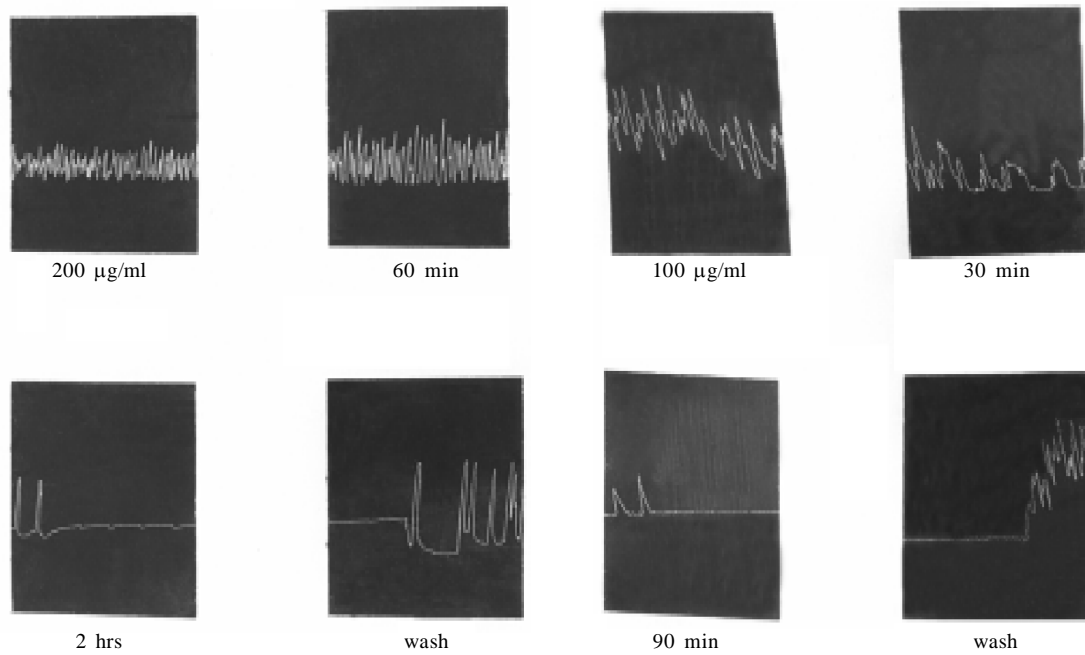 200 µg/ml
60 min
100 µg/ml
30 min
2 hrs
wash
90 min
wash